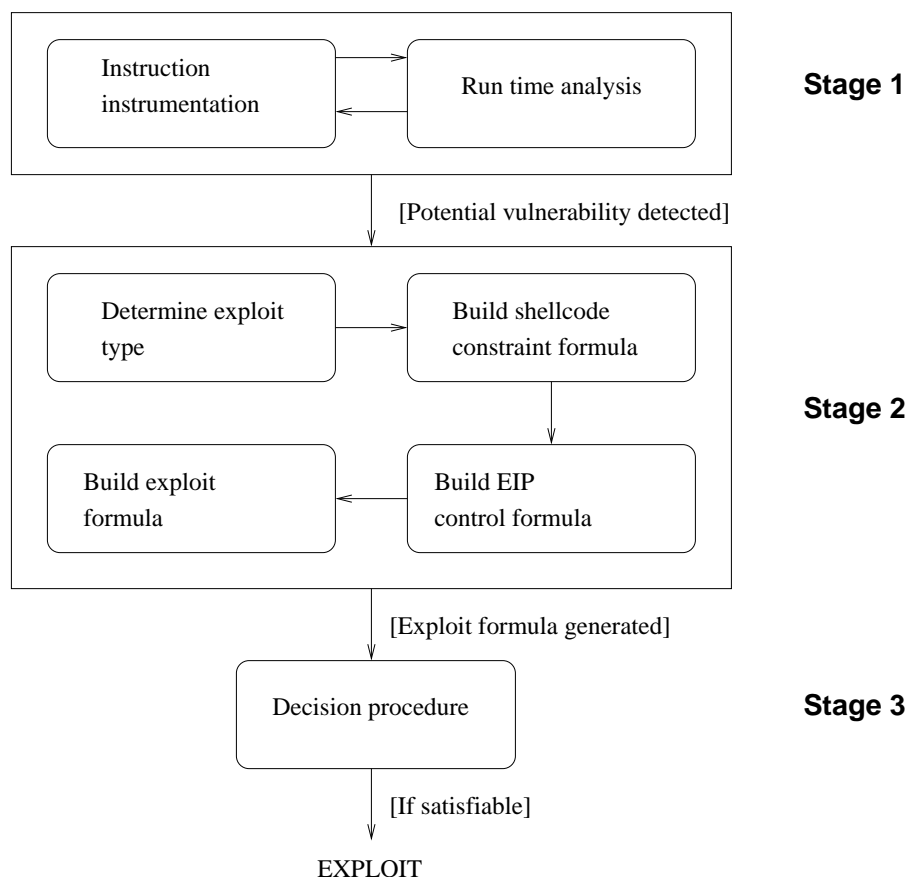 Instruction
instrumentation
Run time analysis
Stage 1
[Potential vulnerability detected]
Determine exploit
type
Build shellcode
constraint formula
Stage 2
Build exploit
formula
Build EIP
control formula
[Exploit formula generated]
Decision procedure
Stage 3
[If satisfiable]
EXPLOIT